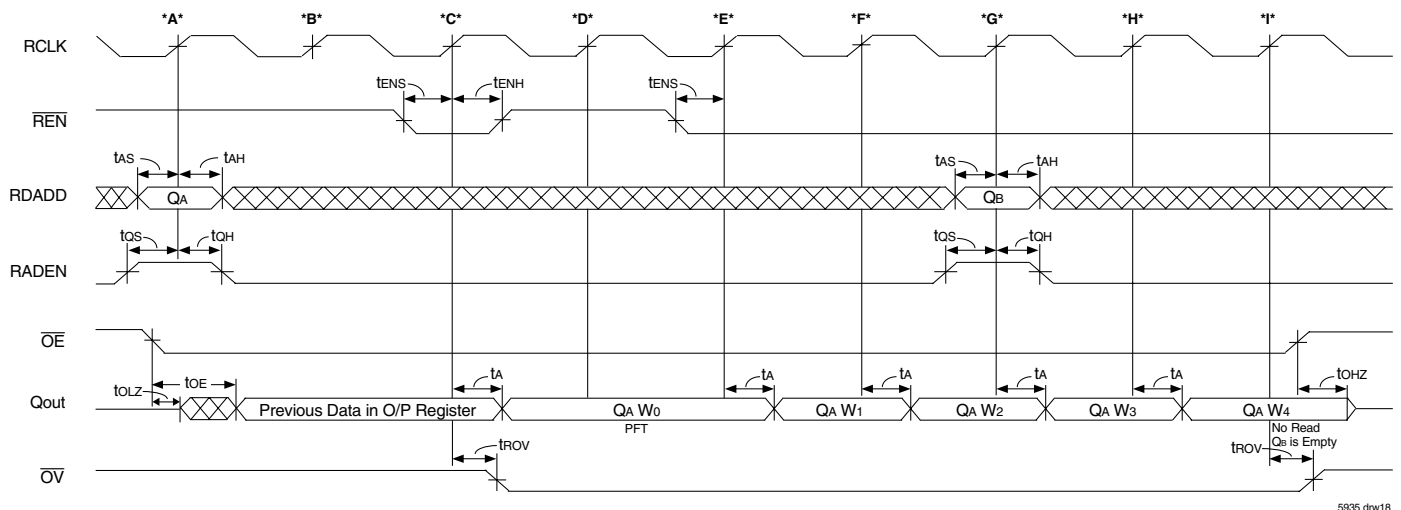 *A* *B* *C* *D* *E* *F* *G* *H* *I*
RCLK
tENS tENH tENS
REN
tAS tAH tAS tAH
RDADD QA QB
tQS tQH tQS tQH
RADEN
OE
tOLZ tOE tA tA tA tA tA tOHZ
Qout Previous Data in O/P Register QA W0 QA W1 QA W2 QA W3 QA W4
PFT No Read
QB is Empty
tROV tROV
OV
5935 drw18